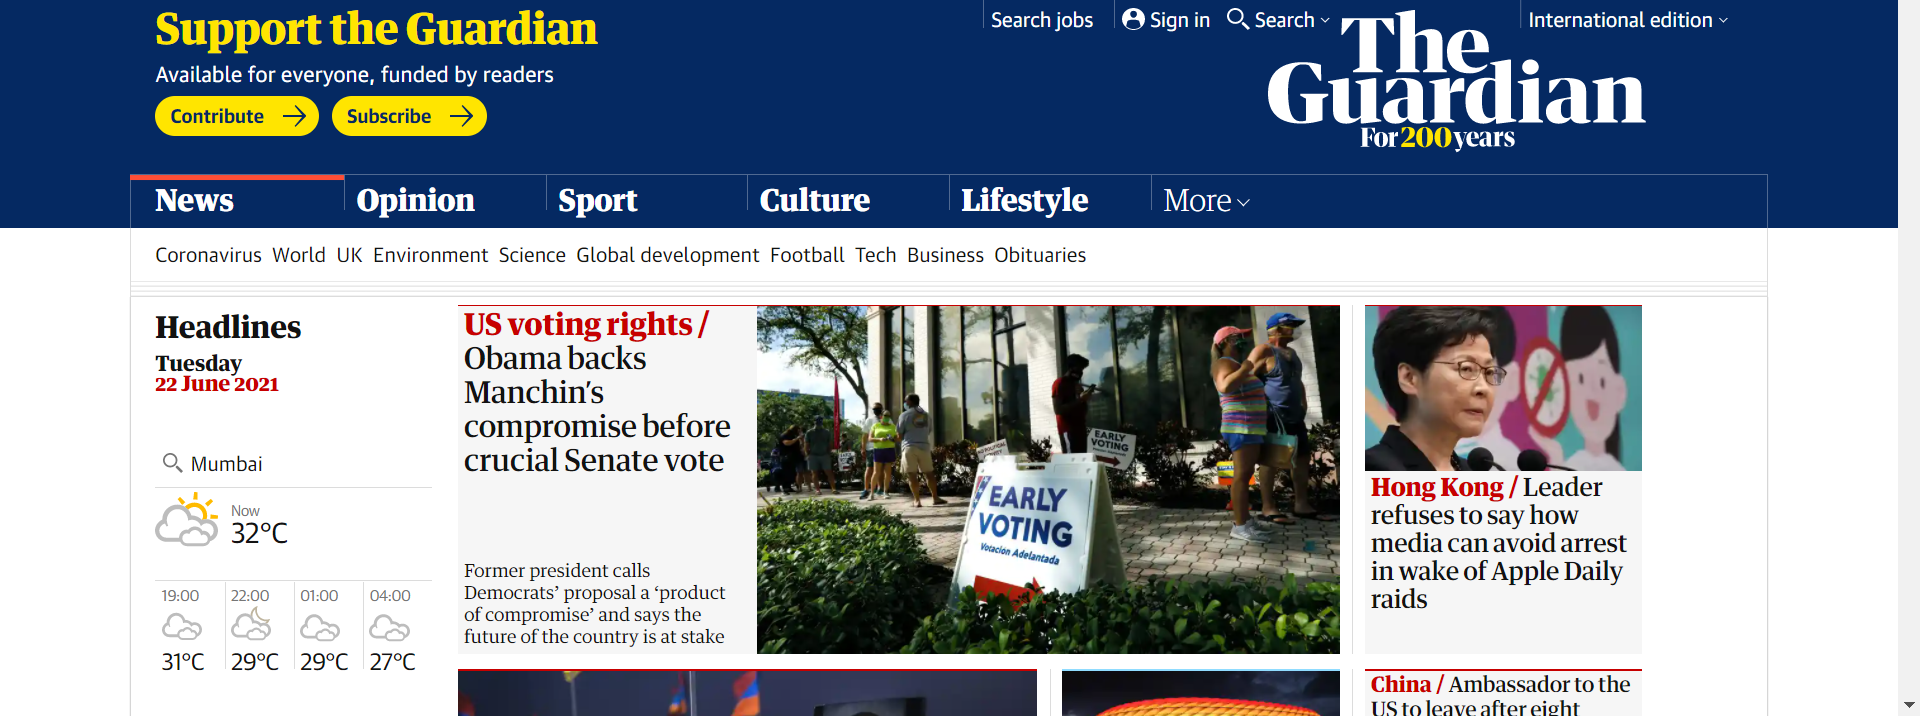 Support the Guardian
Available for everyone, funded by readers
Contribute
Subscribe
Search jobs
Sign in
Search
International edition
The
Guardian
For 200 years
News
Opinion
Sport
Culture
Lifestyle
More
Coronavirus World UK Environment Science Global development Football Tech Business Obituaries
Headlines
Tuesday
22 June 2021
Mumbai
Now
32°C
19:00 22:00 01:00 04:00
31°C 29°C 29°C 27°C
US voting rights /
Obama backs
Manchin’s
compromise before
crucial Senate vote
Former president calls
Democrats’ proposal a ‘product
of compromise’ and says the
future of the country is at stake
EARLY
VOTING
EARLY
VOTING
Votación Adelantada
Hong Kong / Leader
refuses to say how
media can avoid arrest
in wake of Apple Daily
raids
China / Ambassador to the
US to leave after eight